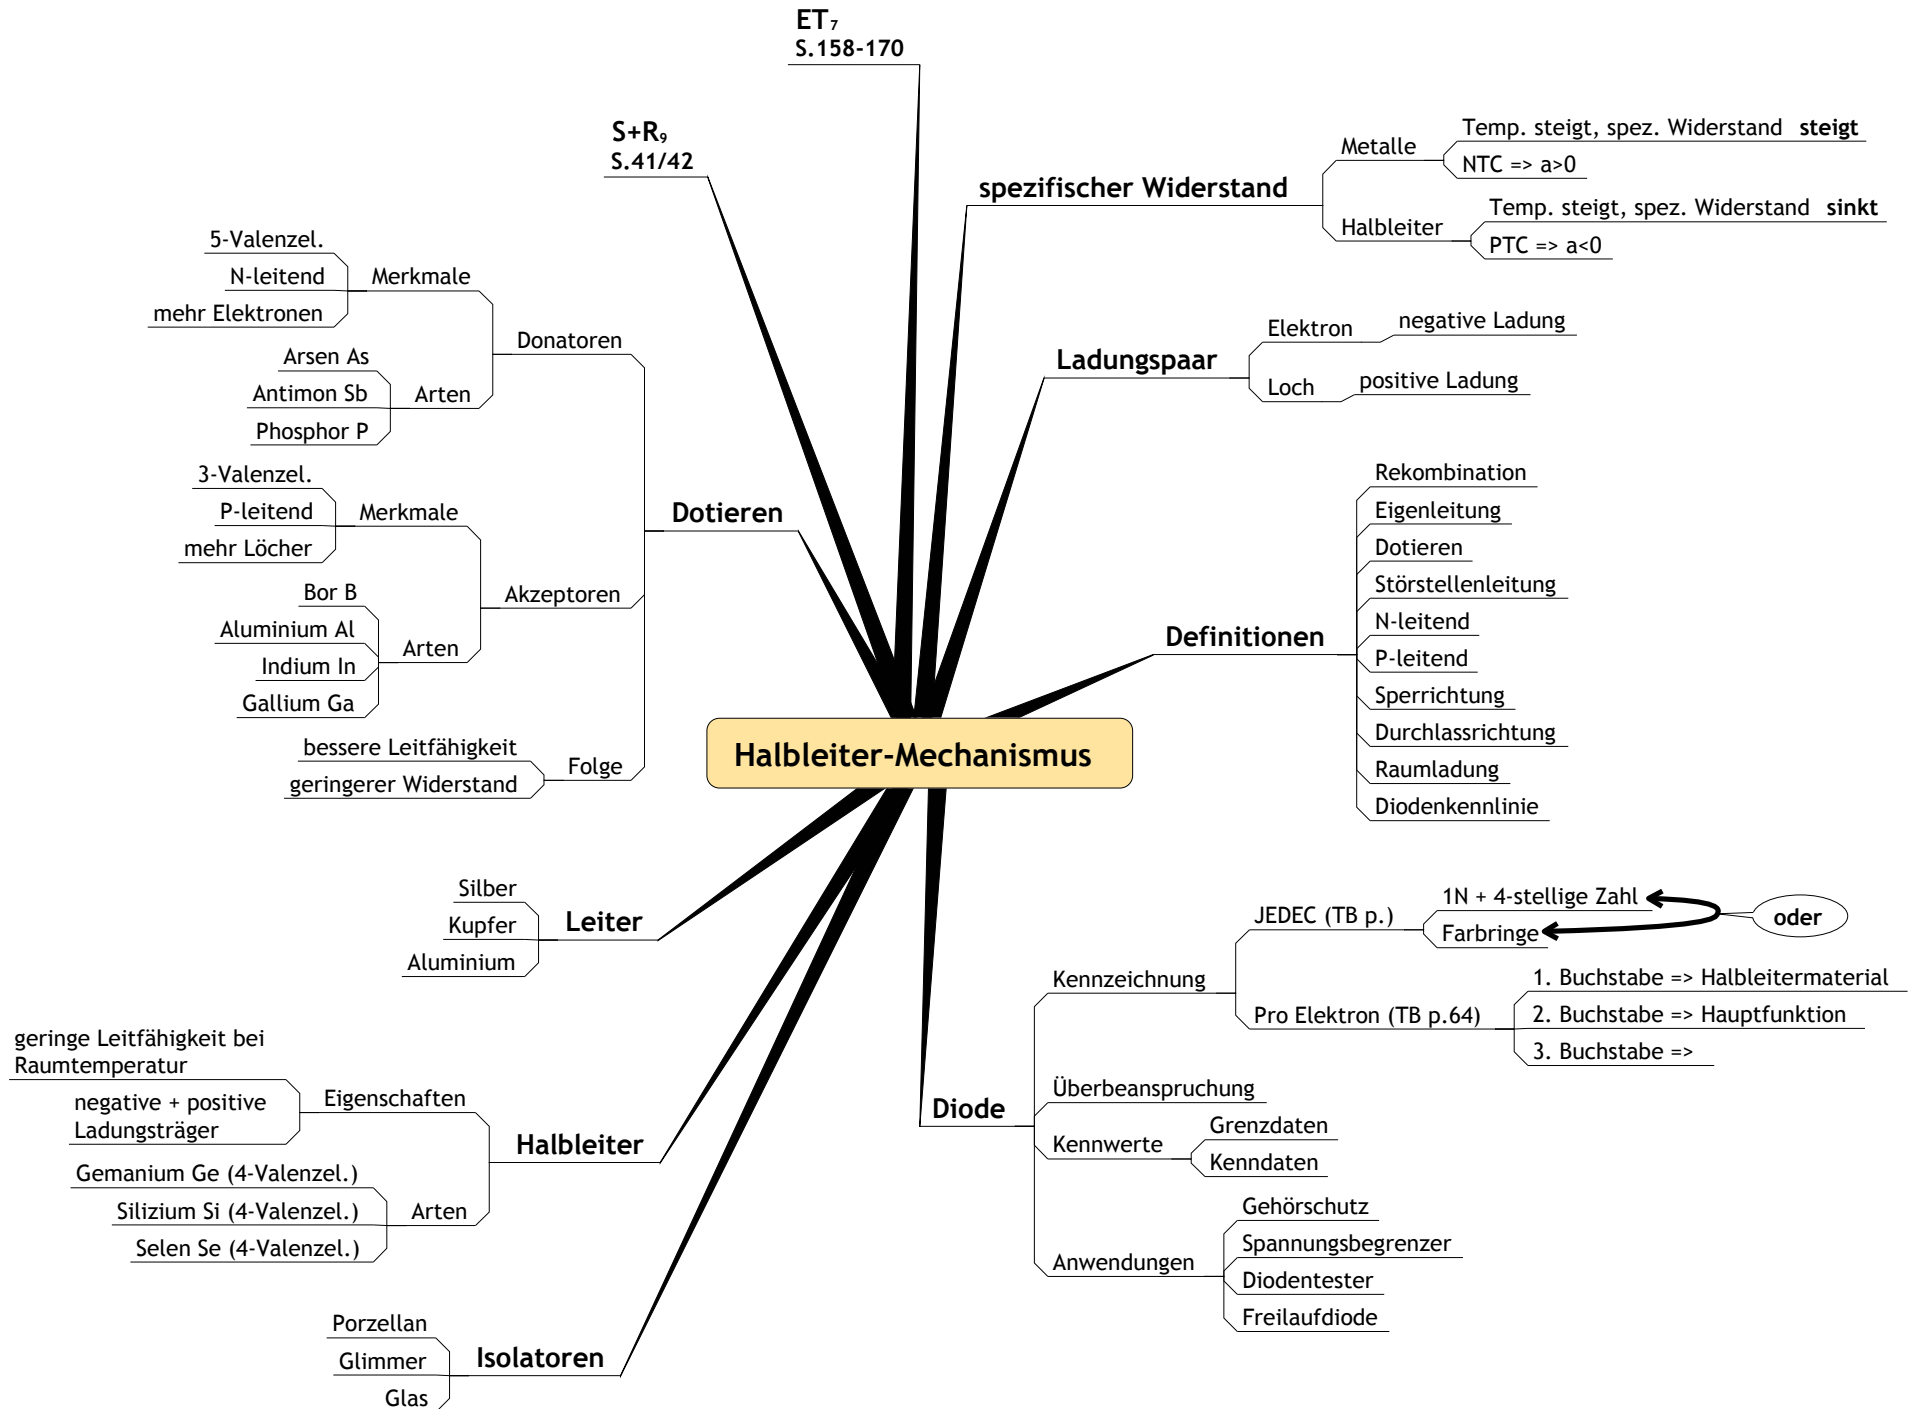 ET₇
S.158-170
S+R₉
S.41/42
Halbleiter-Mechanismus
spezifischer Widerstand
Metalle
Temp. steigt, spez. Widerstand steigt
NTC => a>0
Halbleiter
Temp. steigt, spez. Widerstand sinkt
PTC => a<0
Ladungspaar
Elektron
negative Ladung
Loch
positive Ladung
Definitionen
Rekombination
Eigenleitung
Dotieren
Störstellenleitung
N-leitend
P-leitend
Sperrichtung
Durchlassrichtung
Raumladung
Diodenkennlinie
Diode
Kennzeichnung
JEDEC (TB p.)
1N + 4-stellige Zahl
Farbringe
oder
Pro Elektron (TB p.64)
1. Buchstabe => Halbleitermaterial
2. Buchstabe => Hauptfunktion
3. Buchstabe =>
Überbeanspruchung
Kennwerte
Grenzdaten
Kenndaten
Anwendungen
Gehörschutz
Spannungsbegrenzer
Diodentester
Freilaufdiode
Dotieren
Donatoren
Merkmale
5-Valenzel.
N-leitend
mehr Elektronen
Arten
Arsen As
Antimon Sb
Phosphor P
Akzeptoren
Merkmale
3-Valenzel.
P-leitend
mehr Löcher
Arten
Bor B
Aluminium Al
Indium In
Gallium Ga
Folge
bessere Leitfähigkeit
geringerer Widerstand
Leiter
Silber
Kupfer
Aluminium
Halbleiter
Eigenschaften
geringe Leitfähigkeit bei
Raumtemperatur
negative + positive
Ladungsträger
Arten
Gemanium Ge (4-Valenzel.)
Silizium Si (4-Valenzel.)
Selen Se (4-Valenzel.)
Isolatoren
Porzellan
Glimmer
Glas